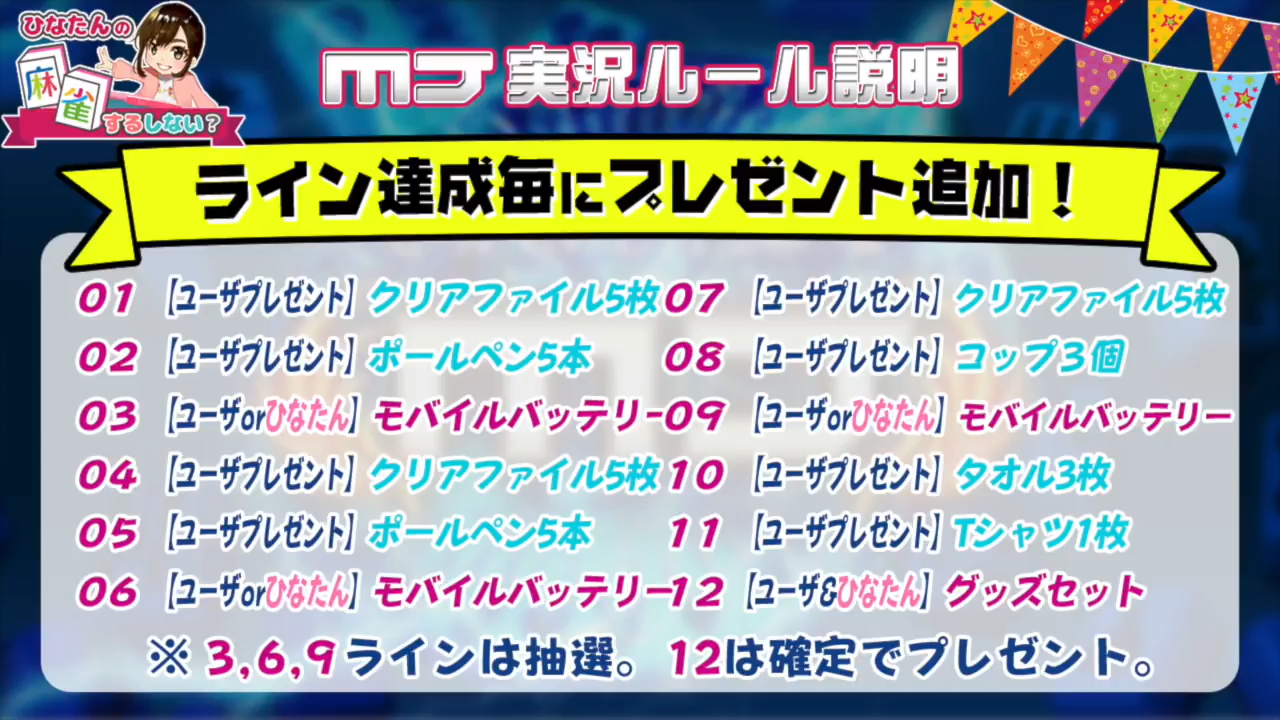 ひなたんの
麻雀
するしない？
MJ 実況ルール説明
ライン達成毎にプレゼント追加！
01 【ユーザプレゼント】 クリアファイル5枚
02 【ユーザプレゼント】 ボールペン5本
03 【ユーザorひなたん】 モバイルバッテリー
04 【ユーザプレゼント】 クリアファイル5枚
05 【ユーザプレゼント】 ボールペン5本
06 【ユーザorひなたん】 モバイルバッテリー
07 【ユーザプレゼント】 クリアファイル5枚
08 【ユーザプレゼント】 コップ３個
09 【ユーザorひなたん】 モバイルバッテリー
10 【ユーザプレゼント】 タオル3枚
11 【ユーザプレゼント】 Tシャツ1枚
12 【ユーザ&ひなたん】 グッズセット
※ 3,6,9ラインは抽選。 12は確定でプレゼント。